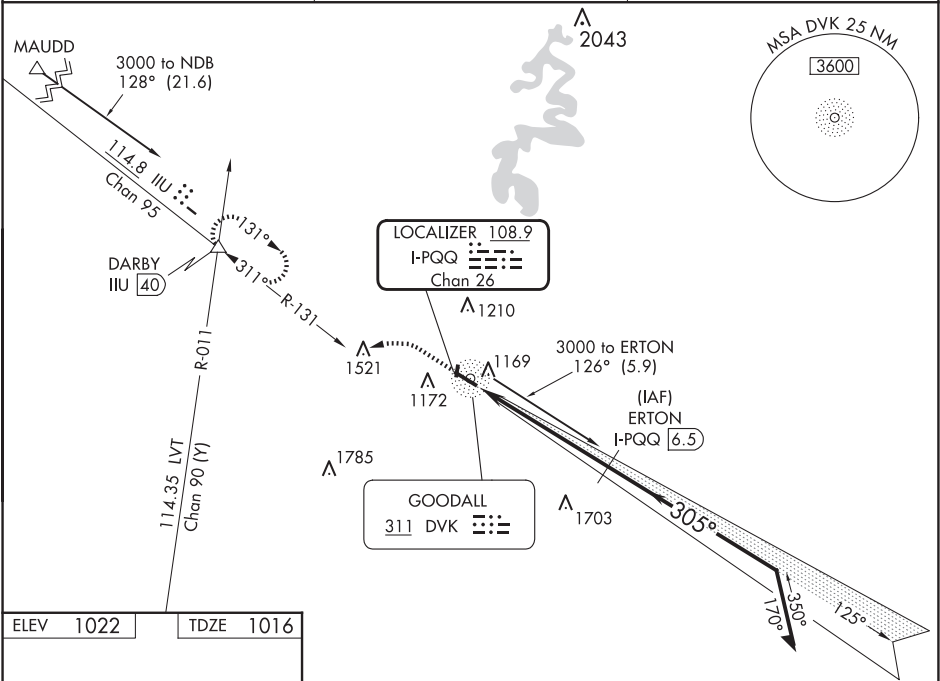 MAUDD
3000 to NDB
128° (21.6)
2043
MSA DVK 25 NM
3600
114.8 IIU
Chan 95
131°
311°
DARBY
IIU 40
R-131
R-011
114.35 LVT
Chan 90 (Y)
LOCALIZER 108.9
I-PQQ
Chan 26
1210
1521
1169
1172
3000 to ERTON
126° (5.9)
(IAF)
ERTON
I-PQQ 6.5
1785
GOODALL
311 DVK
1703
305°
350°
170°
125°
ELEV 1022
TDZE 1016